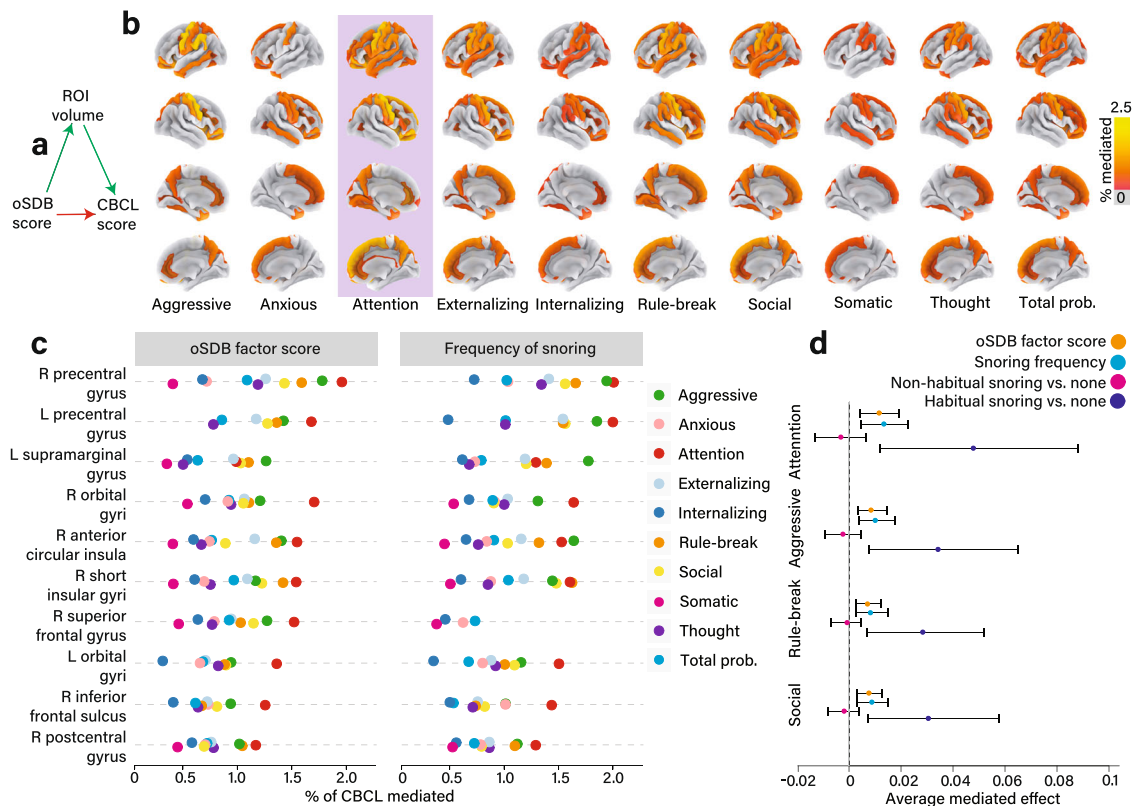 b
ROI
volume
a
oSDB
score
CBCL
score
2.5
% mediated
0
Aggressive Anxious Attention Externalizing Internalizing Rule-break Social Somatic Thought Total prob.
c
oSDB factor score
Frequency of snoring
R precentral
gyrus
L precentral
gyrus
L supramarginal
gyrus
R orbital
gyri
R anterior
circular insula
R short
insular gyri
R superior
frontal gyrus
L orbital
gyri
R inferior
frontal sulcus
R postcentral
gyrus
0 0.5 1.0 1.5 2.0
0 0.5 1.0 1.5 2.0
% of CBCL mediated
Aggressive
Anxious
Attention
Externalizing
Internalizing
Rule-break
Social
Somatic
Thought
Total prob.
d
oSDB factor score
Snoring frequency
Non-habitual snoring vs. none
Habitual snoring vs. none
Attenntion
Aggressive
Rule-break
Social
-0.02 0 0.02 0.04 0.06 0.08 0.1
Average mediated effect